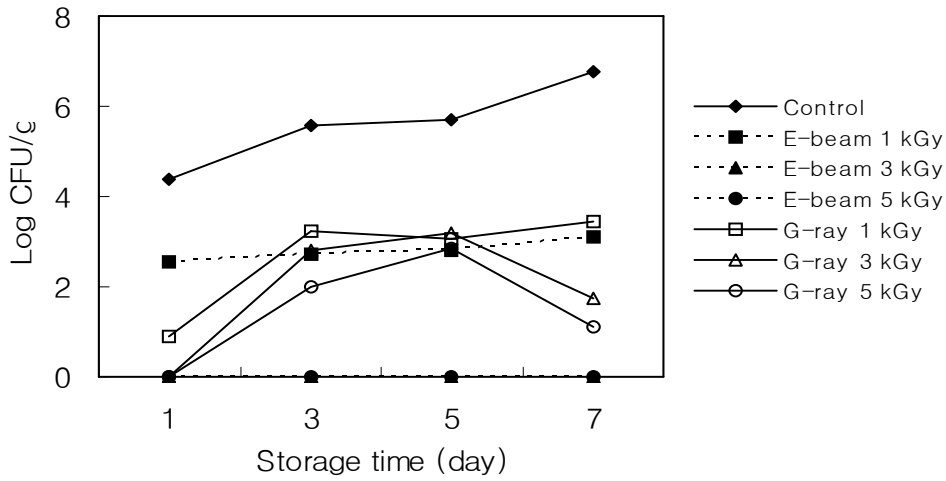 8
6
4
2
0
Log CFU/g
1 3 5 7
Storage time (day)
Control
E-beam 1 kGy
E-beam 3 kGy
E-beam 5 kGy
G-ray 1 kGy
G-ray 3 kGy
G-ray 5 kGy